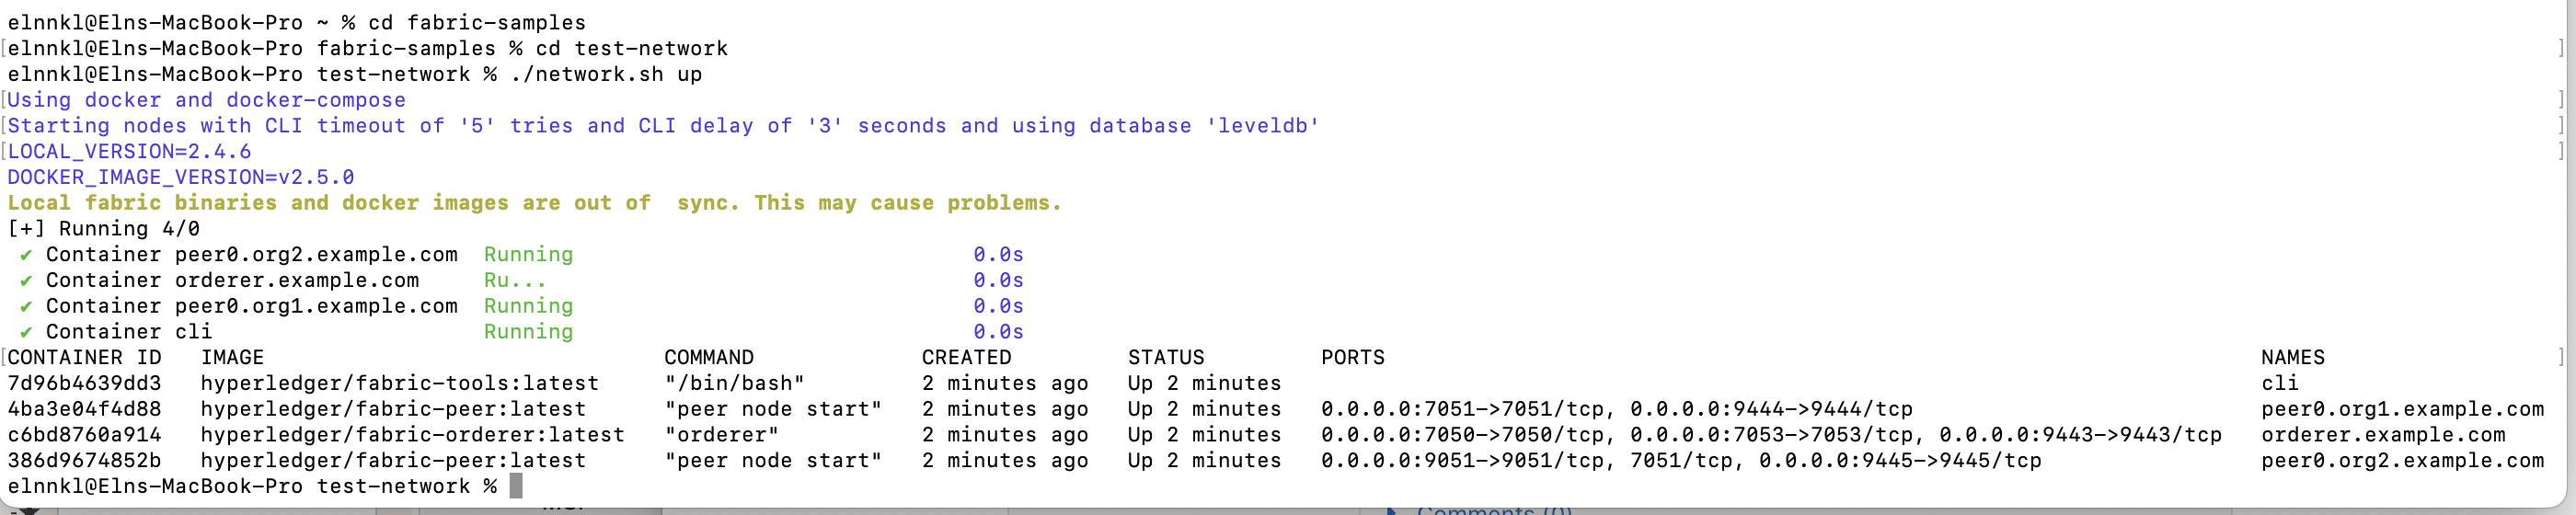 elnnkl@Elns-MacBook-Pro ~ % cd fabric-samples
[elnnkl@Elns-MacBook-Pro fabric-samples % cd test-network ]
elnnkl@Elns-MacBook-Pro test-network % ./network.sh up
[Using docker and docker-compose ]
[Starting nodes with CLI timeout of '5' tries and CLI delay of '3' seconds and using database 'leveldb' ]
[LOCAL_VERSION=2.4.6 ]
DOCKER_IMAGE_VERSION=v2.5.0
Local fabric binaries and docker images are out of  sync. This may cause problems.
[+] Running 4/0
✔ Container peer0.org2.example.com  Running 0.0s
✔ Container orderer.example.com     Ru... 0.0s
✔ Container peer0.org1.example.com  Running 0.0s
✔ Container cli                     Running 0.0s
[CONTAINER ID   IMAGE                               COMMAND             CREATED         STATUS         PORTS                                                                    NAMES ]
7d96b4639dd3   hyperledger/fabric-tools:latest     "/bin/bash"         2 minutes ago   Up 2 minutes                                                                            cli
4ba3e04f4d88   hyperledger/fabric-peer:latest      "peer node start"   2 minutes ago   Up 2 minutes   0.0.0.0:7051->7051/tcp, 0.0.0.0:9444->9444/tcp                           peer0.org1.example.com
c6bd8760a914   hyperledger/fabric-orderer:latest   "orderer"           2 minutes ago   Up 2 minutes   0.0.0.0:7050->7050/tcp, 0.0.0.0:7053->7053/tcp, 0.0.0.0:9443->9443/tcp   orderer.example.com
386d9674852b   hyperledger/fabric-peer:latest      "peer node start"   2 minutes ago   Up 2 minutes   0.0.0.0:9051->9051/tcp, 7051/tcp, 0.0.0.0:9445->9445/tcp                 peer0.org2.example.com
elnnkl@Elns-MacBook-Pro test-network %
Comments (0)